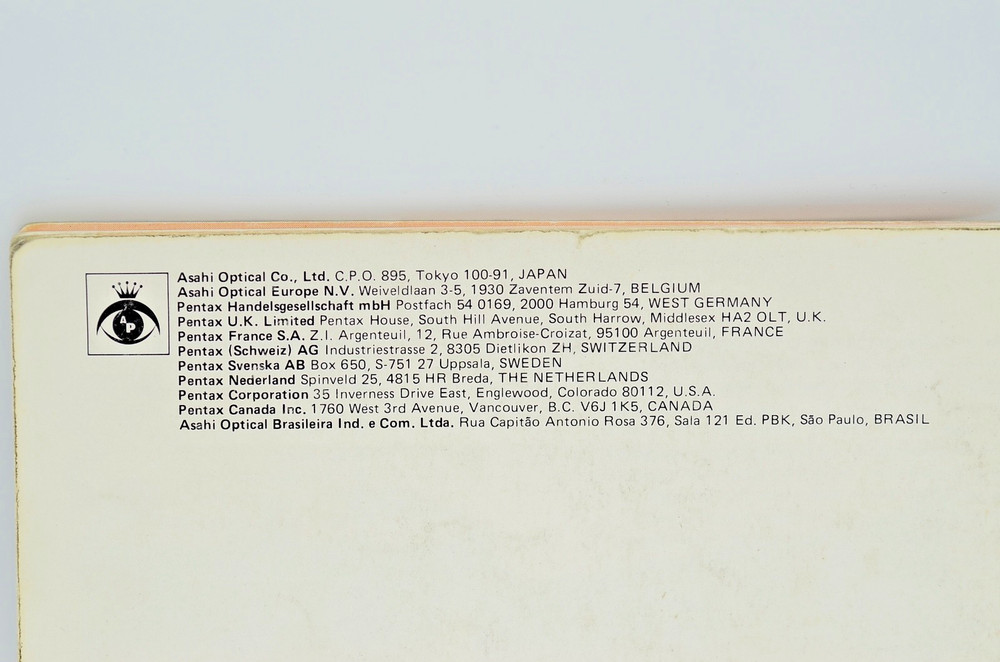 AP
Asahi Optical Co., Ltd. C.P.O. 895, Tokyo 100-91, JAPAN
Asahi Optical Europe N.V. Weiveldlaan 3-5, 1930 Zaventem Zuid-7, BELGIUM
Pentax Handelsgesellschaft mbH Postfach 54 0169, 2000 Hamburg 54, WEST GERMANY
Pentax U.K. Limited Pentax House, South Hill Avenue, South Harrow, Middlesex HA2 OLT, U.K.
Pentax France S.A. Z.I. Argenteuil, 12, Rue Ambroise-Croizat, 95100 Argenteuil, FRANCE
Pentax (Schweiz) AG Industriestrasse 2, 8305 Dietlikon ZH, SWITZERLAND
Pentax Svenska AB Box 650, S-751 27 Uppsala, SWEDEN
Pentax Nederland Spinveld 25, 4815 HR Breda, THE NETHERLANDS
Pentax Corporation 35 Inverness Drive East, Englewood, Colorado 80112, U.S.A.
Pentax Canada Inc. 1760 West 3rd Avenue, Vancouver, B.C. V6J 1K5, CANADA
Asahi Optical Brasileira Ind. e Com. Ltda. Rua Capitão Antonio Rosa 376, Sala 121 Ed. PBK, São Paulo, BRASIL